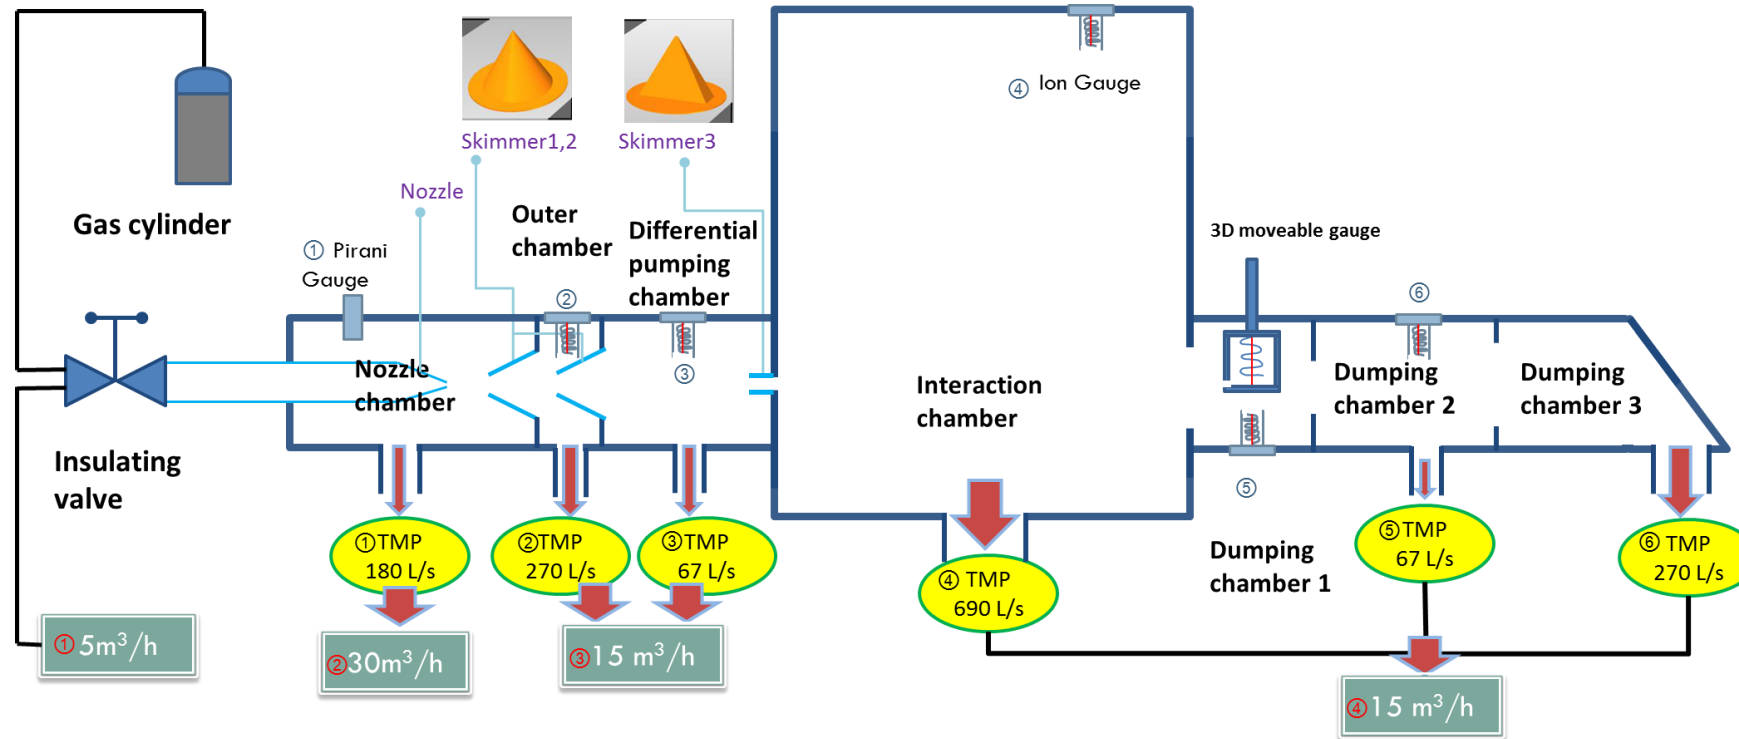 Skimmer1,2
Skimmer3
Nozzle
Gas cylinder
Outer
chamber
Differential
pumping
chamber
① Pirani
Gauge
②
③
④ Ion Gauge
3D moveable gauge
⑥
⑤
Nozzle
chamber
Interaction
chamber
Dumping
chamber 2
Dumping
chamber 3
Insulating
valve
Dumping
chamber 1
①TMP
180 L/s
②TMP
270 L/s
③TMP
67 L/s
④ TMP
690 L/s
⑤TMP
67 L/s
⑥ TMP
270 L/s
①5m³/h
②30m³/h
③15 m³/h
④15 m³/h